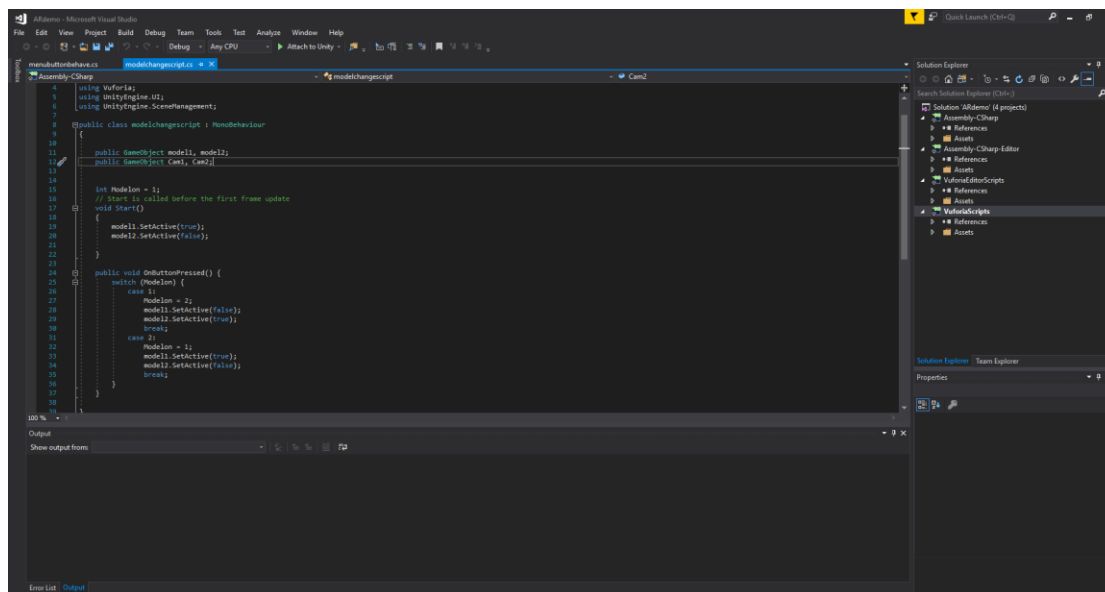 ARdemo - Microsoft Visual Studio
Quick Launch (Ctrl+Q)
File Edit View Project Build Debug Team Tools Test Analyze Window Help
Debug Any CPU Attach to Unity
Toolbox
menubuttonbehave.cs modelchangescript.cs
Assembly-CSharp modelchangescript Cam2
4 using Vuforia;
5 using UnityEngine.UI;
6 using UnityEngine.SceneManagement;
7
8 public class modelchangescript : MonoBehaviour
9 {
10
11 public GameObject model1, model2;
12 public GameObject Cam1, Cam2;
13
14
15 int Modelon = 1;
16 // Start is called before the first frame update
17 void Start()
18 {
19 model1.SetActive(true);
20 model2.SetActive(false);
21
22 }
23
24 public void OnButtonPressed() {
25 switch (Modelon) {
26 case 1:
27 Modelon = 2;
28 model1.SetActive(false);
29 model2.SetActive(true);
30 break;
31 case 2:
32 Modelon = 1;
33 model1.SetActive(true);
34 model2.SetActive(false);
35 break;
36 }
37 }
38
39 }
100 %
Output
Show output from:
Error List Output
Solution Explorer
Search Solution Explorer (Ctrl+;)
Solution 'ARdemo' (4 projects)
Assembly-CSharp
References
Assets
Assembly-CSharp-Editor
References
Assets
VuforiaEditorScripts
References
Assets
VuforiaScripts
References
Assets
Solution Explorer Team Explorer
Properties